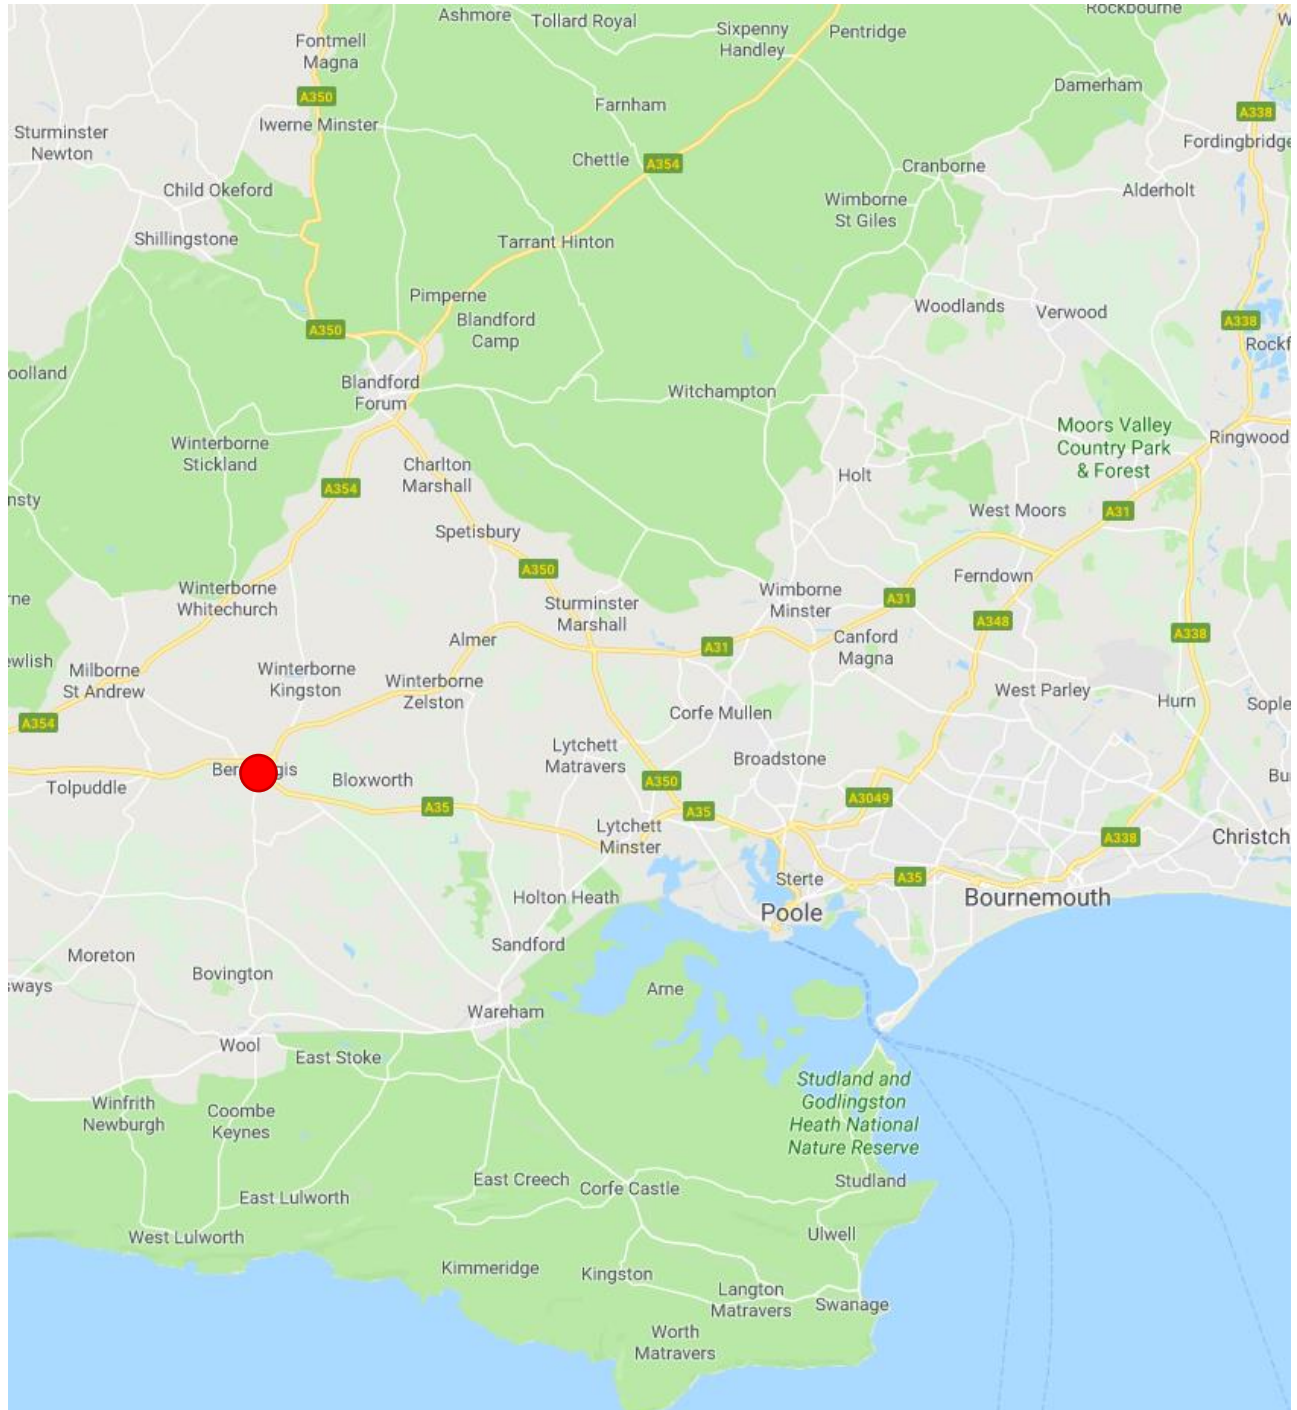 Ashmore
Tollard Royal
Sixpenny
Handley
Pentridge
Rockbourne
W
Fontmell
Magna
A350
Iwerne Minster
Farnham
Damerham
A338
Sturminster
Newton
Fordingbridge
Chettle
A354
Cranborne
Child Okeford
Alderholt
Wimborne
St Giles
Shillingstone
Tarrant Hinton
Pimperne
Woodlands
Verwood
Blandford
Camp
A350
A338
Rockf
oolland
Blandford
Forum
Witchampton
Moors Valley
Country Park
& Forest
Ringwood
Winterborne
Stickland
Charlton
Marshall
Holt
A354
nsty
West Moors
A31
Spetisbury
A350
Ferndown
Winterborne
Whitechurch
Wimborne
Minster
A31
rne
Sturminster
Marshall
A348
A338
Almer
A31
Canford
Magna
ewlish
Milborne
St Andrew
Winterborne
Kingston
Winterborne
Zelston
West Parley
Hurn
Sople
A354
Corfe Mullen
Lytchett
Matravers
Broadstone
Ber
gis
Bloxworth
A350
Bu
Tolpuddle
A35
A35
A3049
Lytchett
Minster
A338
Christch
Sterte
A35
Holton Heath
Poole
Bournemouth
Sandford
Moreton
Bovington
sways
Arne
Wareham
Wool
East Stoke
Studland and
Godlingston
Heath National
Nature Reserve
Winfrith
Newburgh
Coombe
Keynes
East Creech
Corfe Castle
Studland
East Lulworth
West Lulworth
Ulwell
Kimmeridge
Kingston
Langton
Matravers
Swanage
Worth
Matravers